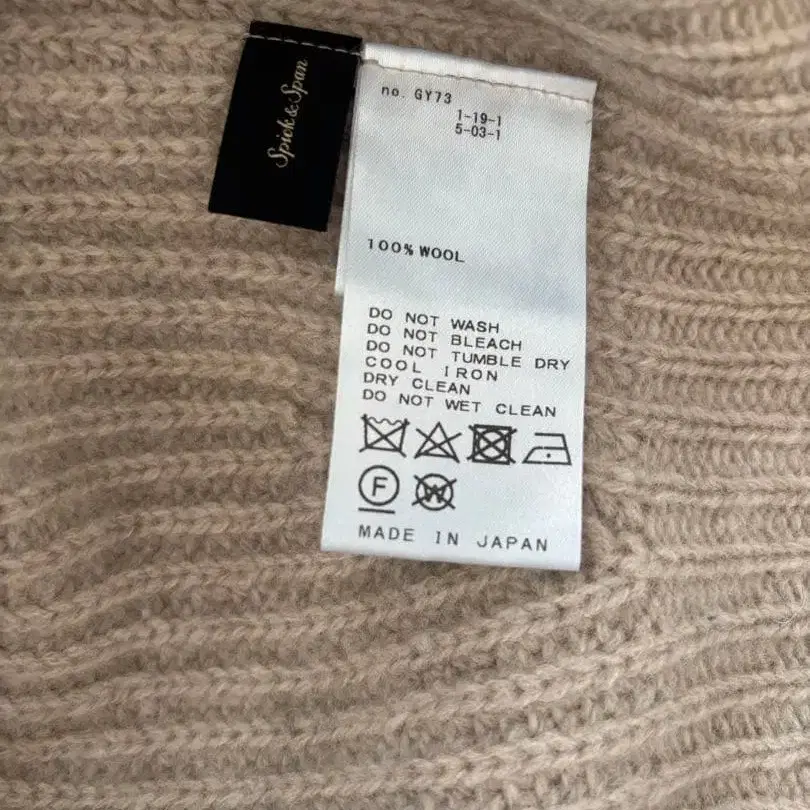 Spick & Span
no. GY73
1-19-1
5-03-1
100% WOOL
DO NOT WASH
DO NOT BLEACH
DO NOT TUMBLE DRY
COOL IRON
DRY CLEAN
DO NOT WET CLEAN
F W
MADE IN JAPAN